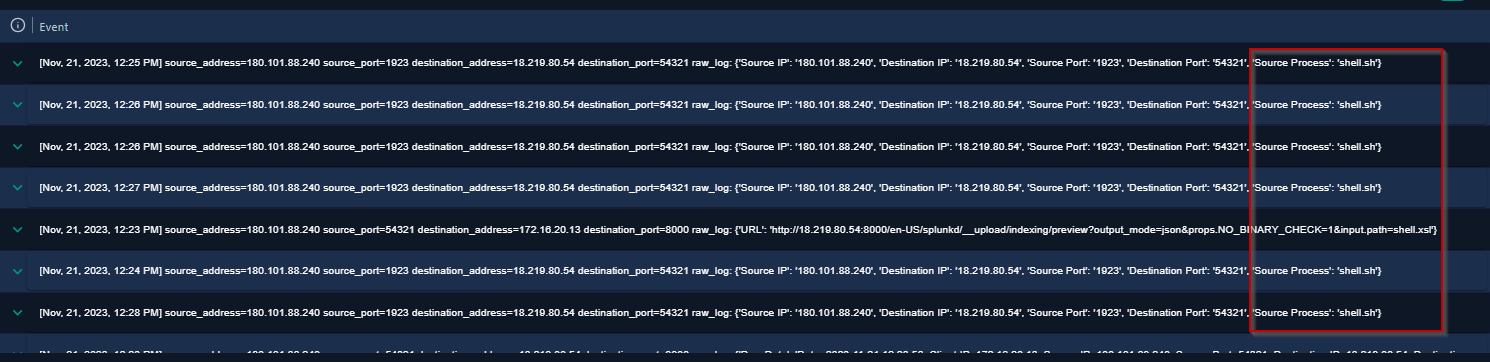 Event
[Nov, 21, 2023, 12:25 PM] source_address=180.101.88.240 source_port=1923 destination_address=18.219.80.54 destination_port=54321 raw_log: {'Source IP': '180.101.88.240', 'Destination IP': '18.219.80.54', 'Source Port': '1923', 'Destination Port': '54321', 'Source Process': 'shell.sh'}
[Nov, 21, 2023, 12:26 PM] source_address=180.101.88.240 source_port=1923 destination_address=18.219.80.54 destination_port=54321 raw_log: {'Source IP': '180.101.88.240', 'Destination IP': '18.219.80.54', 'Source Port': '1923', 'Destination Port': '54321', 'Source Process': 'shell.sh'}
[Nov, 21, 2023, 12:26 PM] source_address=180.101.88.240 source_port=1923 destination_address=18.219.80.54 destination_port=54321 raw_log: {'Source IP': '180.101.88.240', 'Destination IP': '18.219.80.54', 'Source Port': '1923', 'Destination Port': '54321', 'Source Process': 'shell.sh'}
[Nov, 21, 2023, 12:27 PM] source_address=180.101.88.240 source_port=1923 destination_address=18.219.80.54 destination_port=54321 raw_log: {'Source IP': '180.101.88.240', 'Destination IP': '18.219.80.54', 'Source Port': '1923', 'Destination Port': '54321', 'Source Process': 'shell.sh'}
[Nov, 21, 2023, 12:23 PM] source_address=180.101.88.240 source_port=54321 destination_address=172.16.20.13 destination_port=8000 raw_log: {'URL': 'http://18.219.80.54:8000/en-US/splunkd/__upload/indexing/preview?output_mode=json&props.NO_BINARY_CHECK=1&input.path=shell.xsl'}
[Nov, 21, 2023, 12:24 PM] source_address=180.101.88.240 source_port=1923 destination_address=18.219.80.54 destination_port=54321 raw_log: {'Source IP': '180.101.88.240', 'Destination IP': '18.219.80.54', 'Source Port': '1923', 'Destination Port': '54321', 'Source Process': 'shell.sh'}
[Nov, 21, 2023, 12:28 PM] source_address=180.101.88.240 source_port=1923 destination_address=18.219.80.54 destination_port=54321 raw_log: {'Source IP': '180.101.88.240', 'Destination IP': '18.219.80.54', 'Source Port': '1923', 'Destination Port': '54321', 'Source Process': 'shell.sh'}